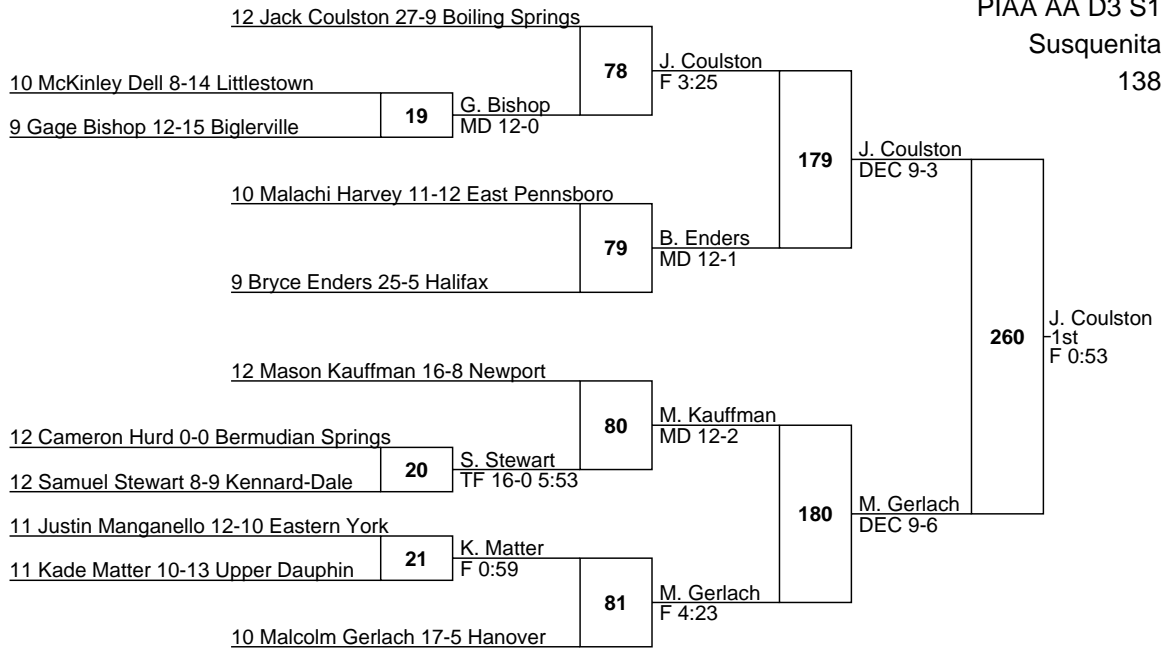 PIAA AA D3 S1
Susquenita
138
12 Jack Coulston 27-9 Boiling Springs
78
J. Coulston
F 3:25
10 McKinley Dell 8-14 Littlestown
19
G. Bishop
MD 12-0
9 Gage Bishop 12-15 Biglerville
179
J. Coulston
DEC 9-3
10 Malachi Harvey 11-12 East Pennsboro
79
B. Enders
MD 12-1
9 Bryce Enders 25-5 Halifax
260
J. Coulston
1st
F 0:53
12 Mason Kauffman 16-8 Newport
80
M. Kauffman
MD 12-2
12 Cameron Hurd 0-0 Bermudian Springs
20
S. Stewart
TF 16-0 5:53
12 Samuel Stewart 8-9 Kennard-Dale
180
M. Gerlach
DEC 9-6
11 Justin Manganello 12-10 Eastern York
21
K. Matter
F 0:59
11 Kade Matter 10-13 Upper Dauphin
81
M. Gerlach
F 4:23
10 Malcolm Gerlach 17-5 Hanover